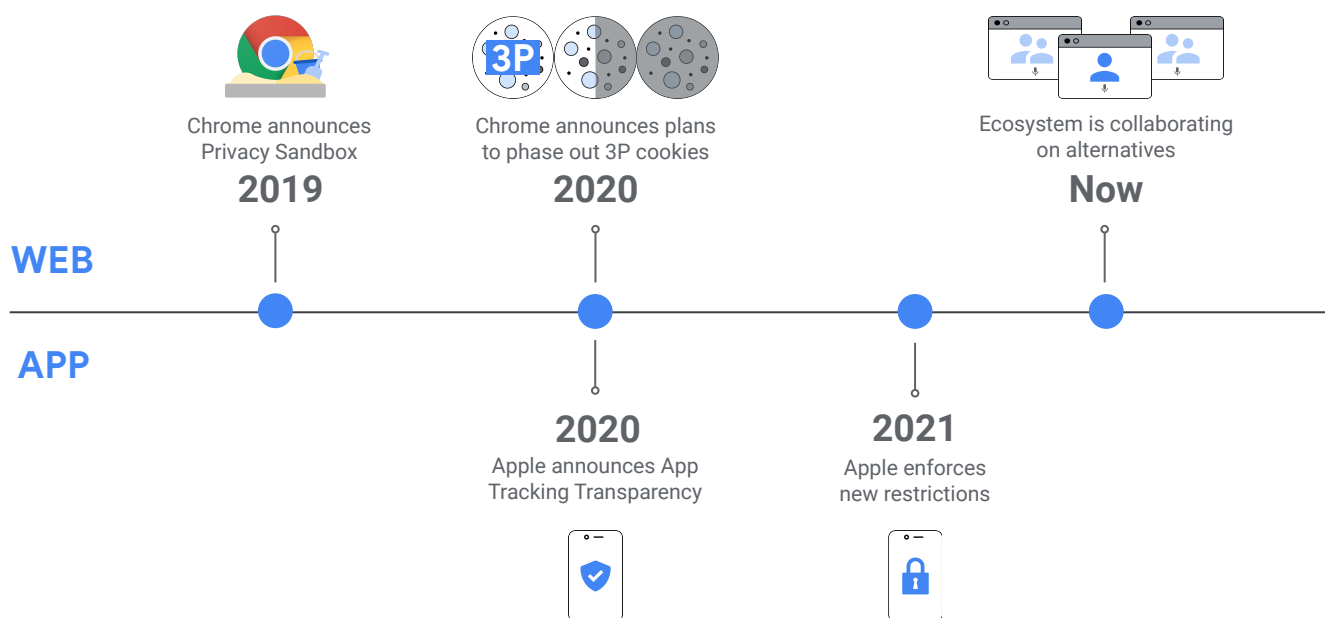 3P
Chrome announces
Privacy Sandbox
2019
Chrome announces plans
to phase out 3P cookies
2020
Ecosystem is collaborating
on alternatives
Now
WEB
APP
2020
Apple announces App
Tracking Transparency
2021
Apple enforces
new restrictions